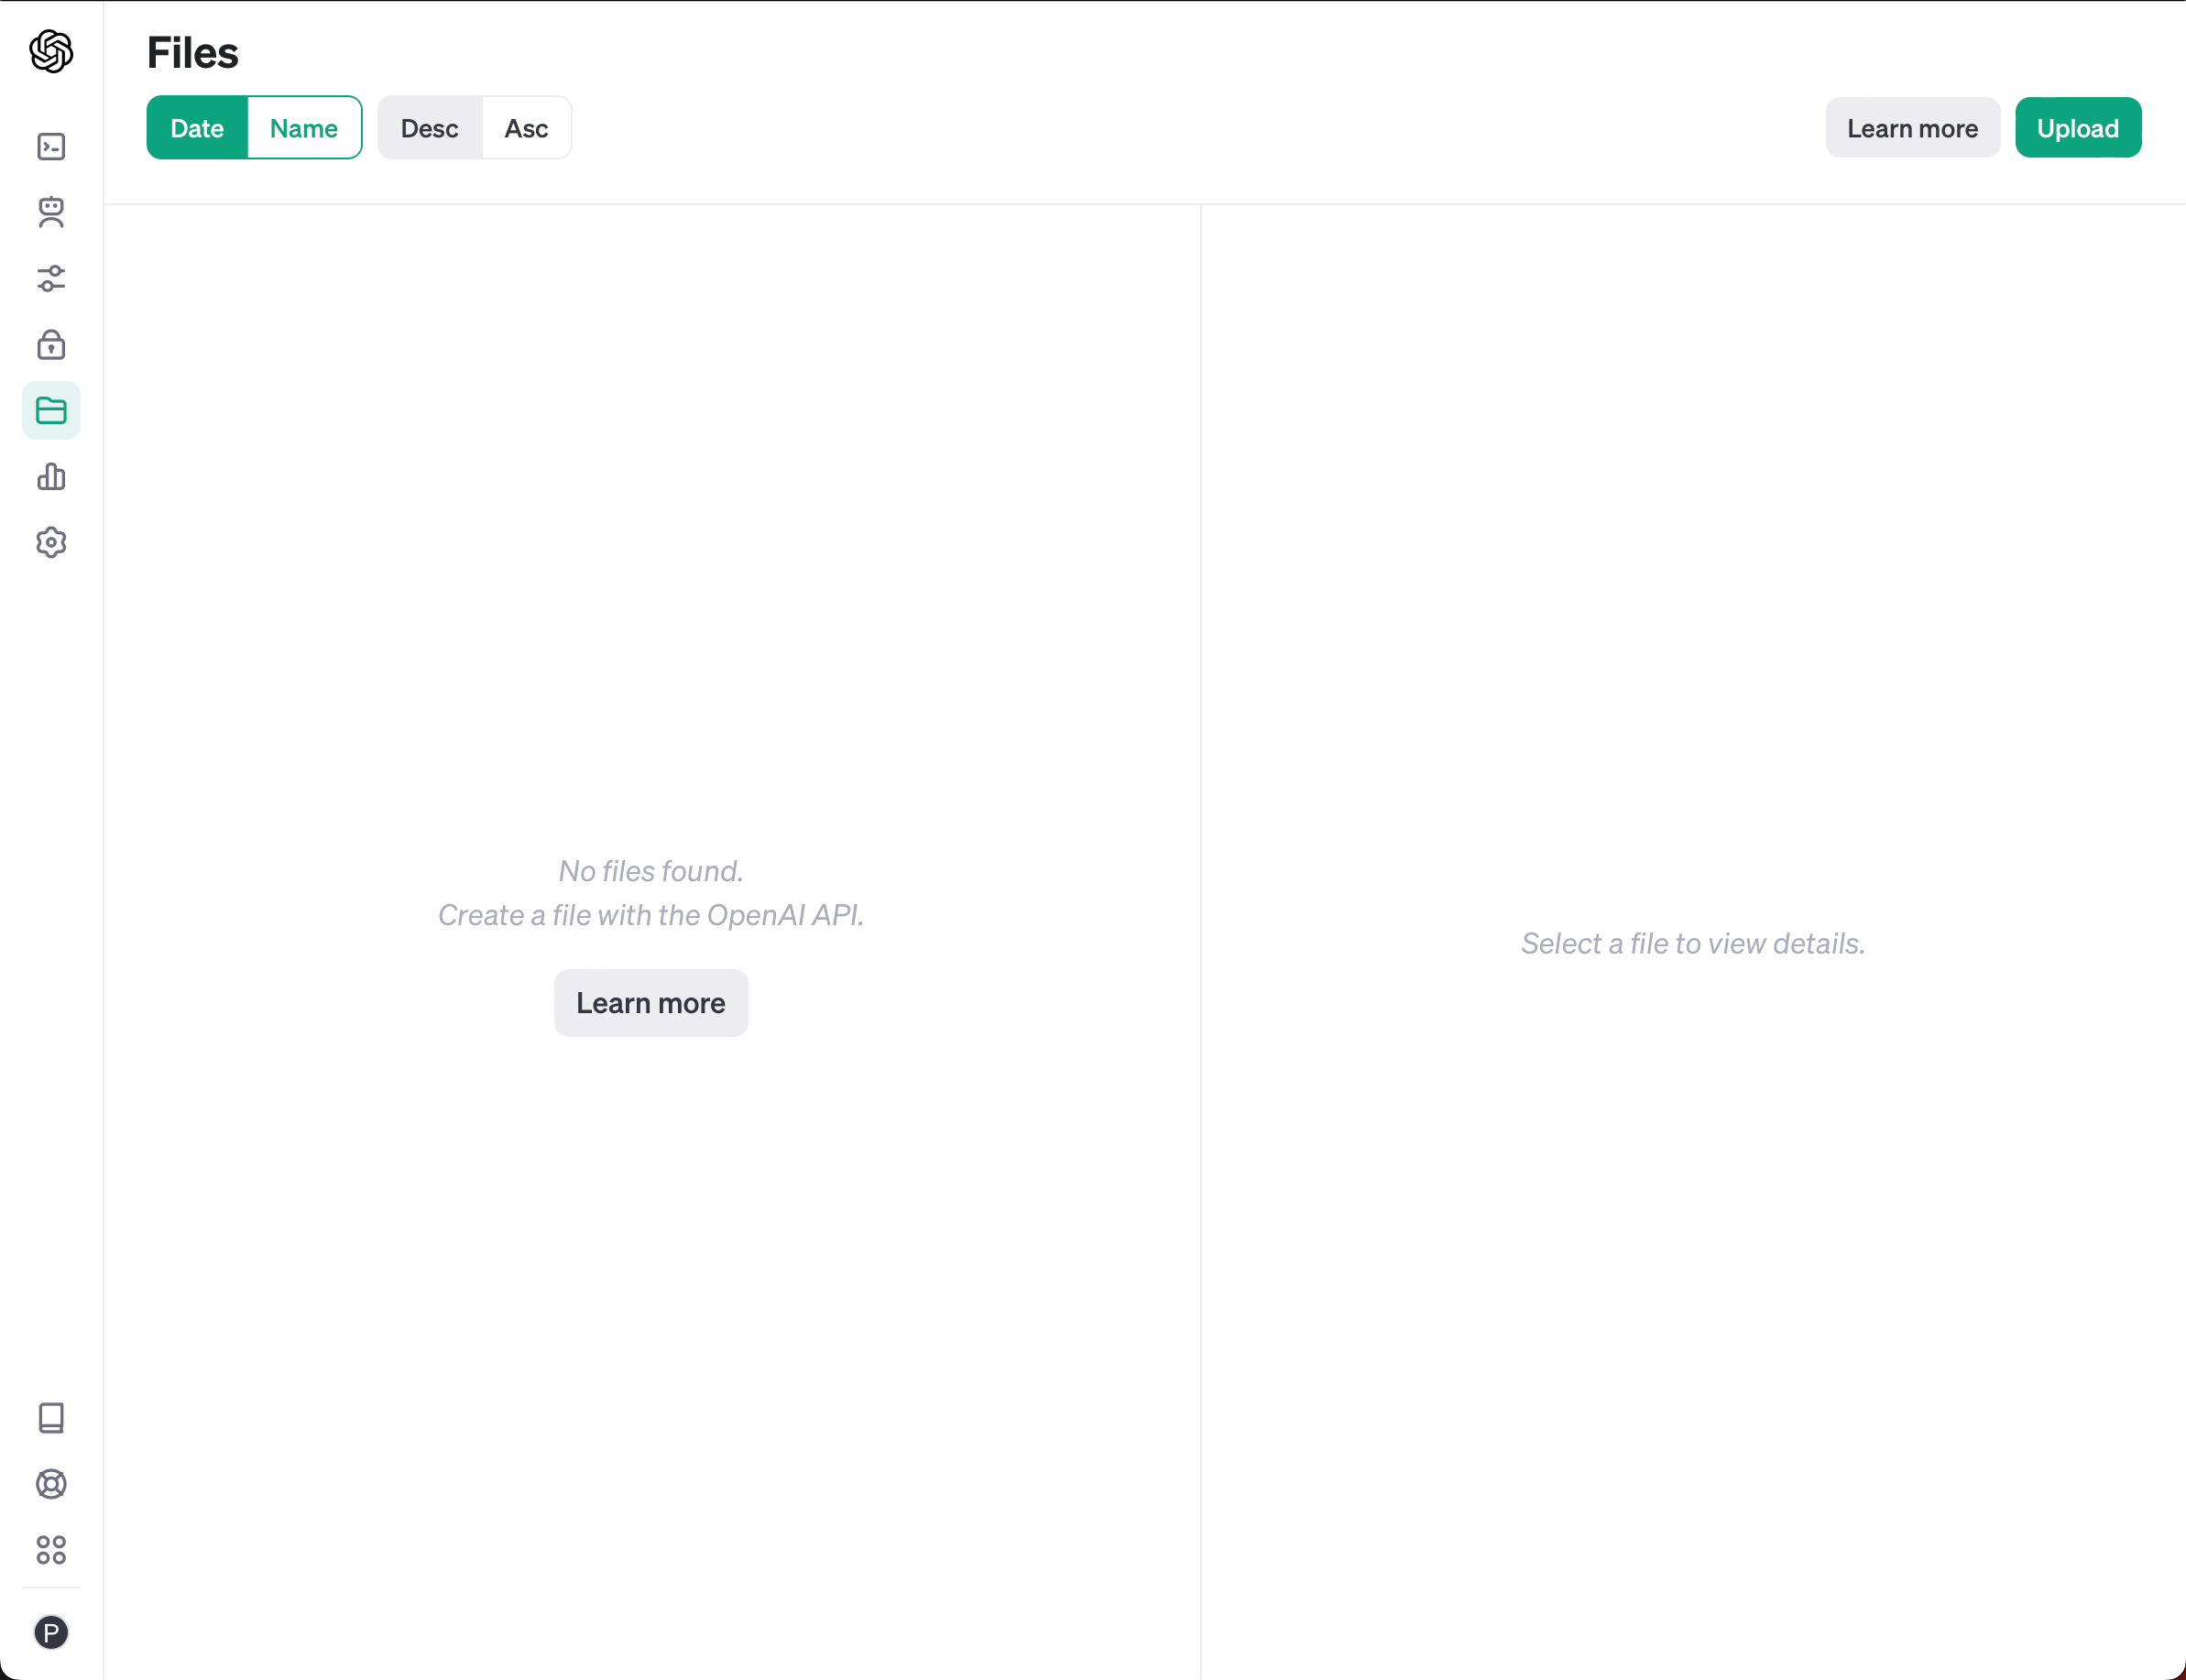 Files
Date Name Desc Asc Learn more Upload
No files found.
Create a file with the OpenAI API.
Learn more
Select a file to view details.
P